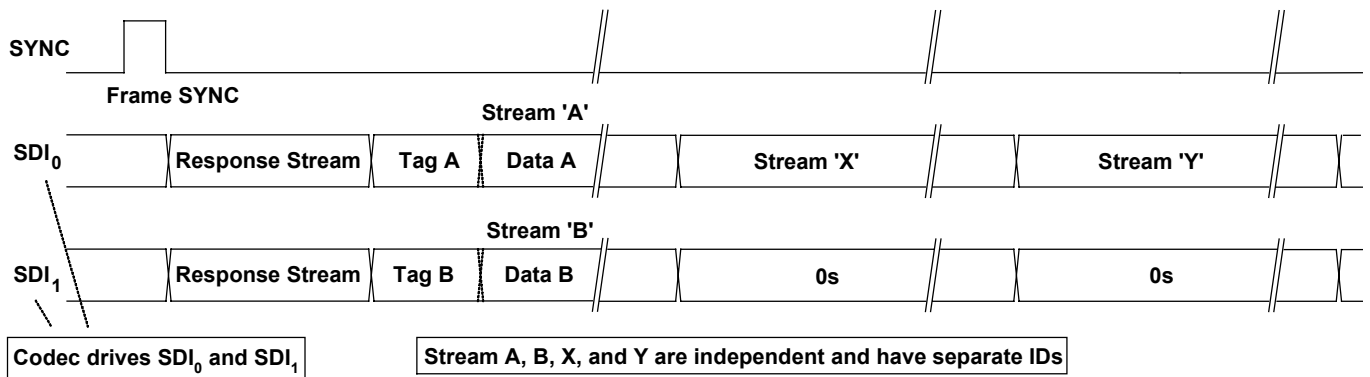 SYNC
Frame SYNC
Stream 'A'
SDI0 Response Stream Tag A Data A Stream 'X' Stream 'Y'
Stream 'B'
SDI1 Response Stream Tag B Data B 0s 0s
Codec drives SDI0 and SDI1 Stream A, B, X, and Y are independent and have separate IDs